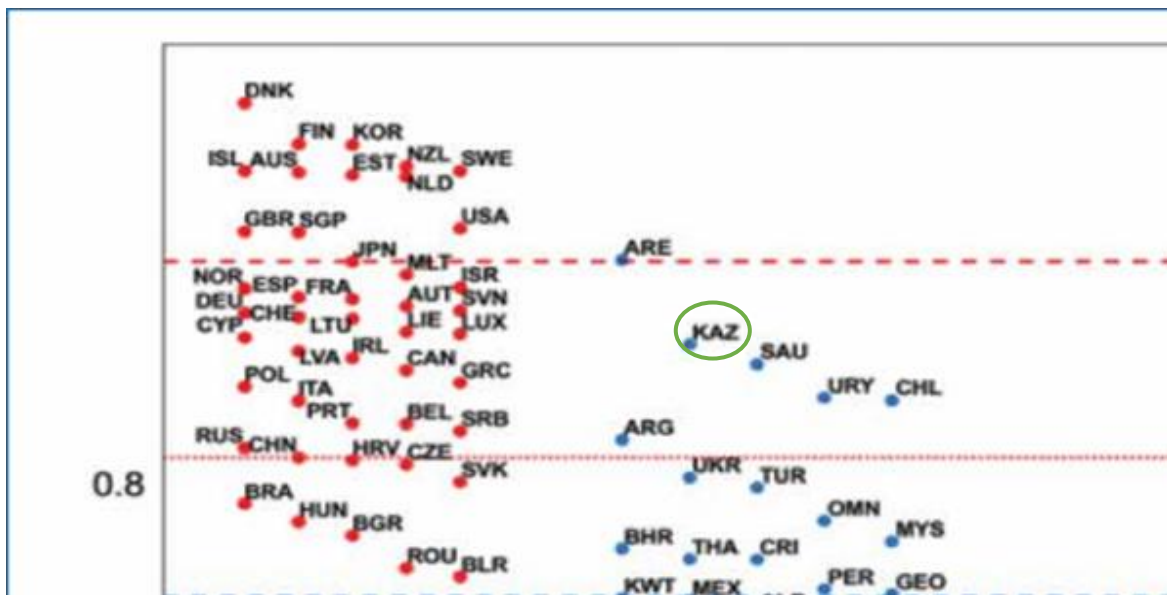 DNK
FIN KOR
ISL AUS EST NZL SWE
NLD
GBR SGP USA
JPN MLT ARE
NOR ESP FRA ISR
DEU CHE AUT SVN
CYP LTU LIE LUX KAZ
LVA IRL CAN SAU
POL ITA GRC URY CHL
PRT BEL SRB ARG
RUS CHN HRV CZE
SVK UKR TUR
0.8
BRA HUN BGR OMN MYS
BHR THA CRI
ROU BLR PER GEO
KWT MEX